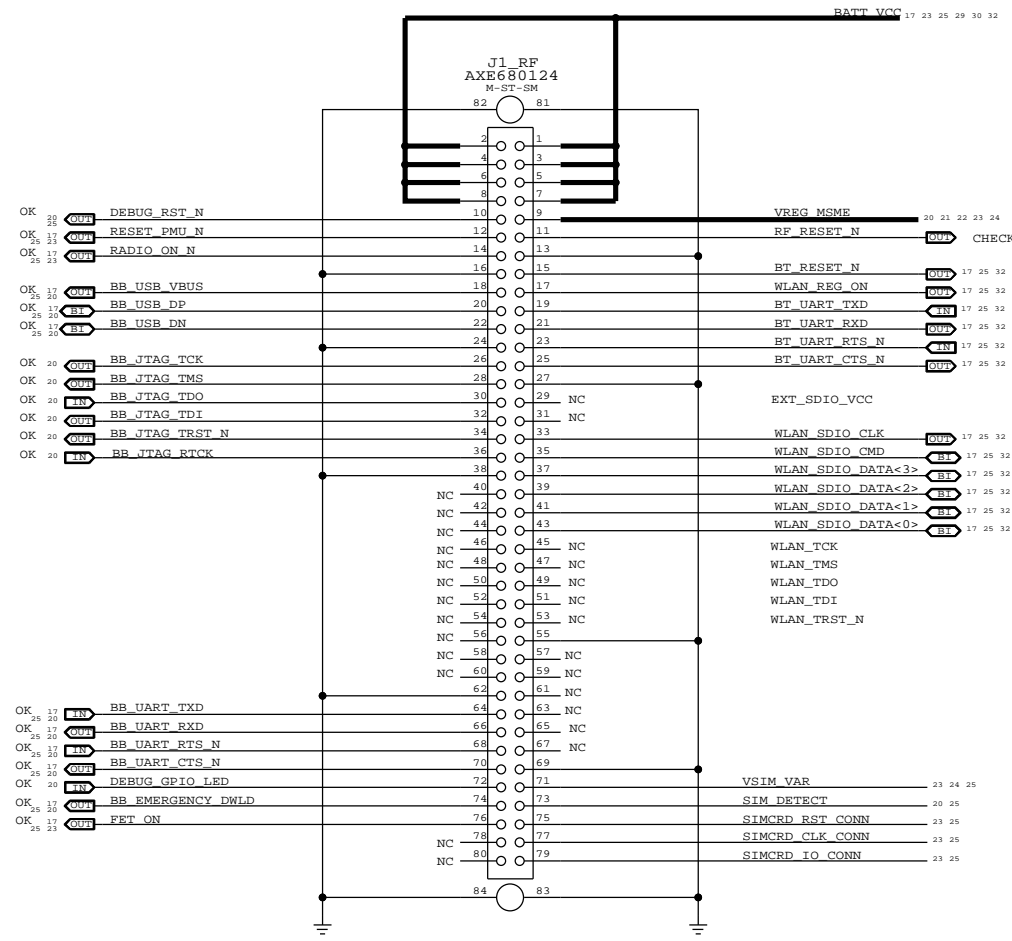 BATT_VCC 17 23 25 29 30 32
J1_RF
AXE680124
M-ST-SM
82 81
2 1
4 3
6 5
8 7
OK 20 25 OUT DEBUG_RST_N 10 9 VREG_MSME 20 21 22 23 24
OK 17 25 23 OUT RESET_PMU_N 12 11 RF_RESET_N OUT CHECK
OK 17 25 23 OUT RADIO_ON_N 14 13
16 15 BT_RESET_N OUT 17 25 32
OK 17 25 20 OUT BB_USB_VBUS 18 17 WLAN_REG_ON OUT 17 25 32
OK 17 25 20 BI BB_USB_DP 20 19 BT_UART_TXD IN 17 25 32
OK 17 25 20 BI BB_USB_DN 22 21 BT_UART_RXD OUT 17 25 32
24 23 BT_UART_RTS_N IN 17 25 32
OK 20 OUT BB_JTAG_TCK 26 25 BT_UART_CTS_N OUT 17 25 32
OK 20 OUT BB_JTAG_TMS 28 27
OK 20 IN BB_JTAG_TDO 30 29 NC EXT_SDIO_VCC
OK 20 OUT BB_JTAG_TDI 32 31 NC
OK 20 OUT BB_JTAG_TRST_N 34 33 WLAN_SDIO_CLK OUT 17 25 32
OK 20 IN BB_JTAG_RTCK 36 35 WLAN_SDIO_CMD BI 17 25 32
38 37 WLAN_SDIO_DATA<3> BI 17 25 32
NC 40 39 WLAN_SDIO_DATA<2> BI 17 25 32
NC 42 41 WLAN_SDIO_DATA<1> BI 17 25 32
NC 44 43 WLAN_SDIO_DATA<0> BI 17 25 32
NC 46 45 NC WLAN_TCK
NC 48 47 NC WLAN_TMS
NC 50 49 NC WLAN_TDO
NC 52 51 NC WLAN_TDI
NC 54 53 NC WLAN_TRST_N
NC 56 55
NC 58 57 NC
NC 60 59 NC
62 61 NC
OK 17 25 20 IN BB_UART_TXD 64 63 NC
OK 17 25 20 OUT BB_UART_RXD 66 65 NC
OK 17 25 20 IN BB_UART_RTS_N 68 67 NC
OK 17 25 20 OUT BB_UART_CTS_N 70 69
OK 20 IN DEBUG_GPIO_LED 72 71 VSIM_VAR 23 24 25
OK 17 25 20 OUT BB_EMERGENCY_DWLD 74 73 SIM_DETECT 20 25
OK 17 25 23 OUT FET_ON 76 75 SIMCRD_RST_CONN 23 25
NC 78 77 SIMCRD_CLK_CONN 23 25
NC 80 79 SIMCRD_IO_CONN 23 25
84 83